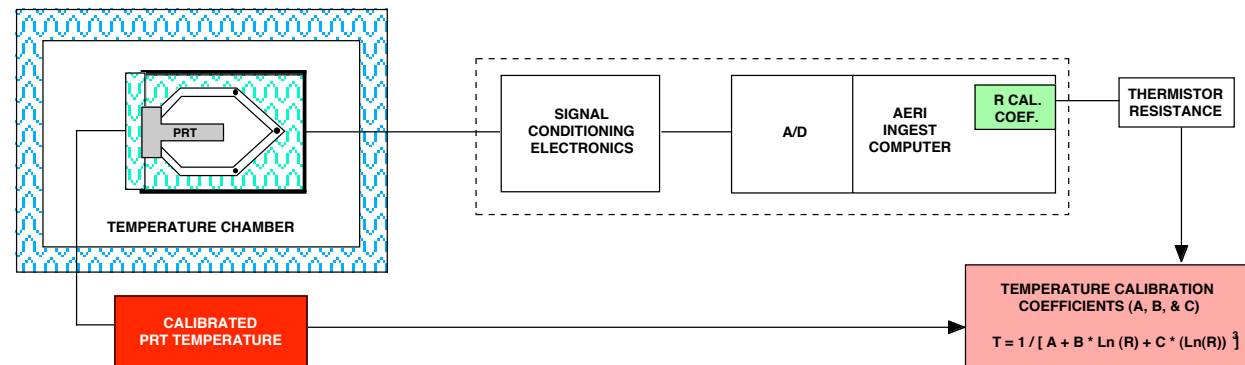 PRT
TEMPERATURE CHAMBER
SIGNAL
CONDITIONING
ELECTRONICS
A/D
AERI
INGEST
COMPUTER
R CAL.
COEF.
THERMISTOR
RESISTANCE
CALIBRATED
PRT TEMPERATURE
TEMPERATURE CALIBRATION
COEFFICIENTS (A, B, & C)
T = 1 / [ A + B * Ln (R) + C * (Ln(R)) ³]